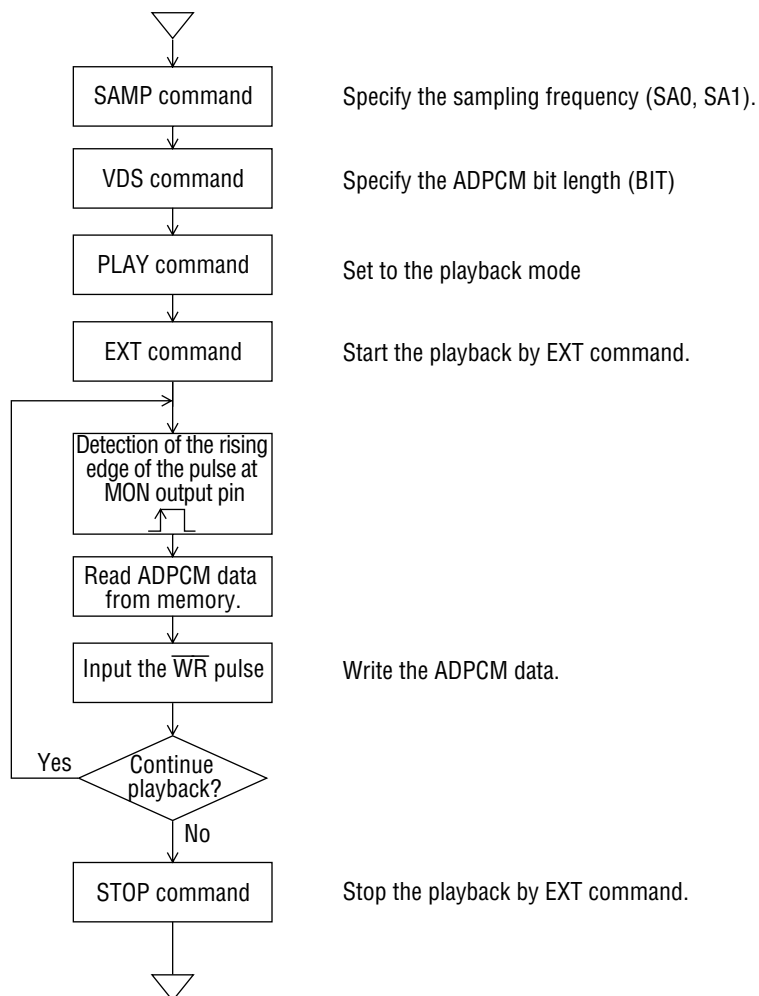 SAMP command
Specify the sampling frequency (SA0, SA1).
VDS command
Specify the ADPCM bit length (BIT)
PLAY command
Set to the playback mode
EXT command
Start the playback by EXT command.
Detection of the rising
edge of the pulse at
MON output pin
Read ADPCM data
from memory.
Input the W̅R̅ pulse
Write the ADPCM data.
Yes
Continue
playback?
No
STOP command
Stop the playback by EXT command.